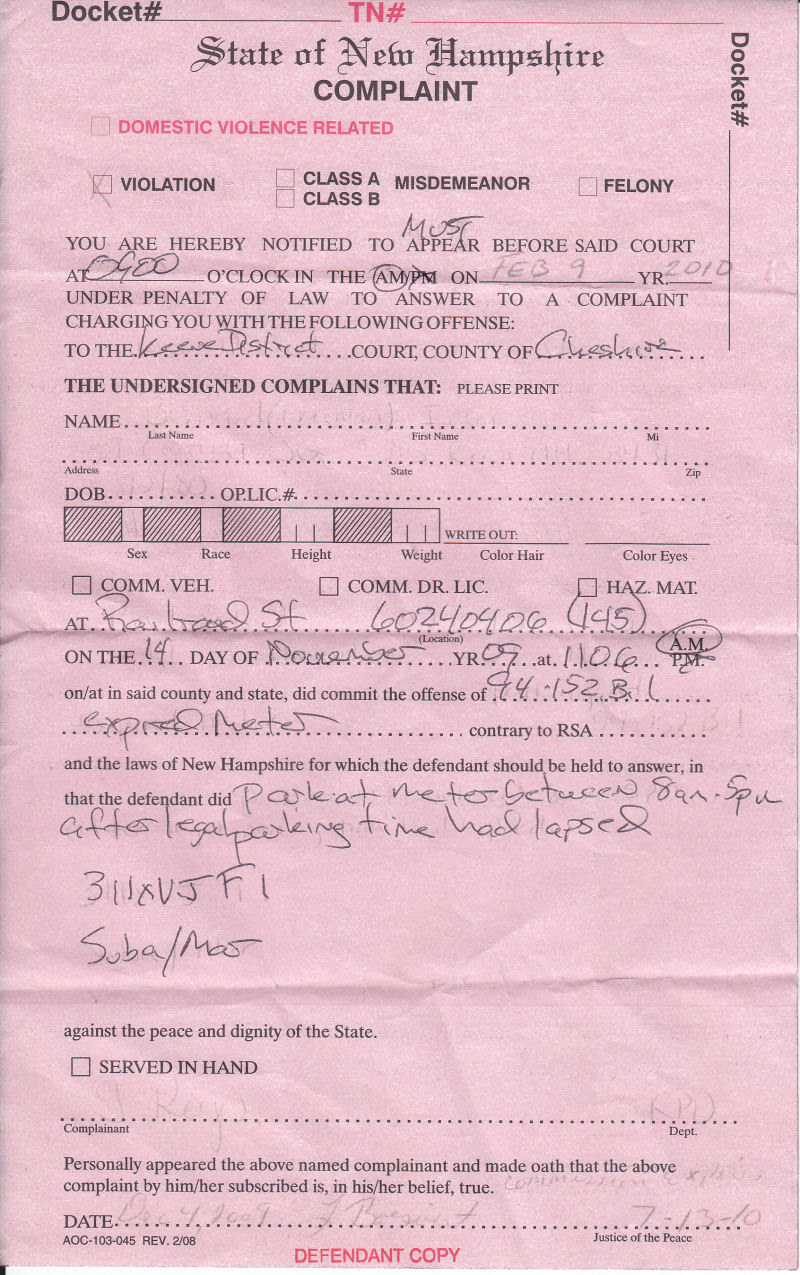 Docket# TN#
State of New Hampshire
Docket#
COMPLAINT
DOMESTIC VIOLENCE RELATED
VIOLATION CLASS A MISDEMEANOR FELONY
CLASS B
MUST
YOU ARE HEREBY NOTIFIED TO APPEAR BEFORE SAID COURT
AT 0900 O'CLOCK IN THE AM/PM ON FEB 9 YR. 2010
UNDER PENALTY OF LAW TO ANSWER TO A COMPLAINT
CHARGING YOU WITH THE FOLLOWING OFFENSE:
TO THE Keene District COURT, COUNTY OF Cheshire
THE UNDERSIGNED COMPLAINS THAT: PLEASE PRINT
NAME
Last Name First Name Mi
Address State Zip
DOB OP.LIC.#
WRITE OUT:
Sex Race Height Weight Color Hair Color Eyes
COMM. VEH. COMM. DR. LIC. HAZ. MAT.
AT Railroad St 60240406 (145)
(Location)
ON THE 14 DAY OF November YR 09 at 1106 A.M.
P.M.
on/at in said county and state, did commit the offense of 94.152.B.1
expired Meter contrary to RSA
and the laws of New Hampshire for which the defendant should be held to answer, in
that the defendant did Park at meter between 8am-5pm
after legal parking time had lapsed
Suba/Mar
against the peace and dignity of the State.
SERVED IN HAND
KPD
Complainant Dept.
Personally appeared the above named complainant and made oath that the above
complaint by him/her subscribed is, in his/her belief, true. commission expires
DATE Dec 4, 2009 7-13-10
Justice of the Peace
AOC-103-045 REV. 2/08
DEFENDANT COPY